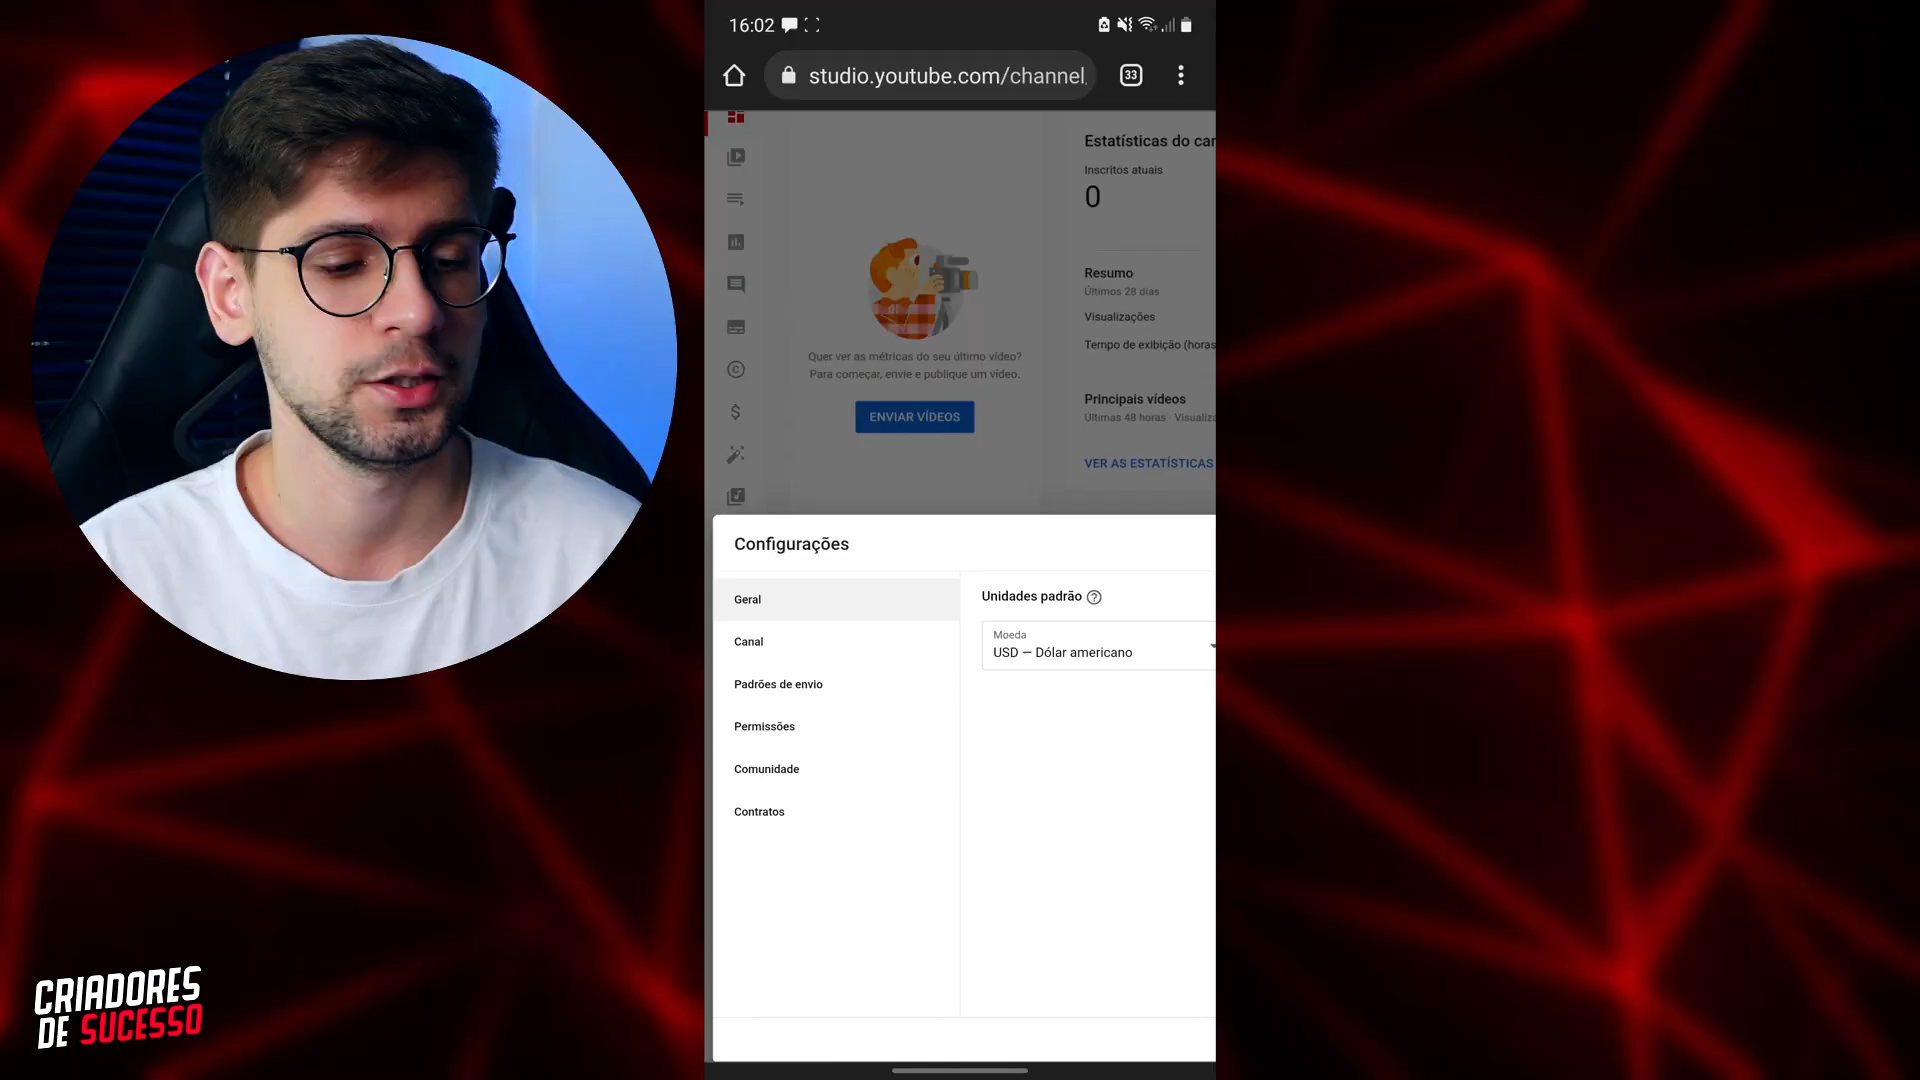 16:02
studio.youtube.com/channel
33
Estatísticas do ca
Inscritos atuais
0
Resumo
Últimos 28 dias
Visualizações
Tempo de exibição (horas
Quer ver as métricas do seu último vídeo?
Para começar, envie e publique um vídeo.
ENVIAR VÍDEOS
Principais vídeos
Últimas 48 horas · Visualiza
VER AS ESTATÍSTICAS
Configurações
Geral
Canal
Padrões de envio
Permissões
Comunidade
Contratos
Unidades padrão
Moeda
USD — Dólar americano
CRIADORES
DE SUCESSO